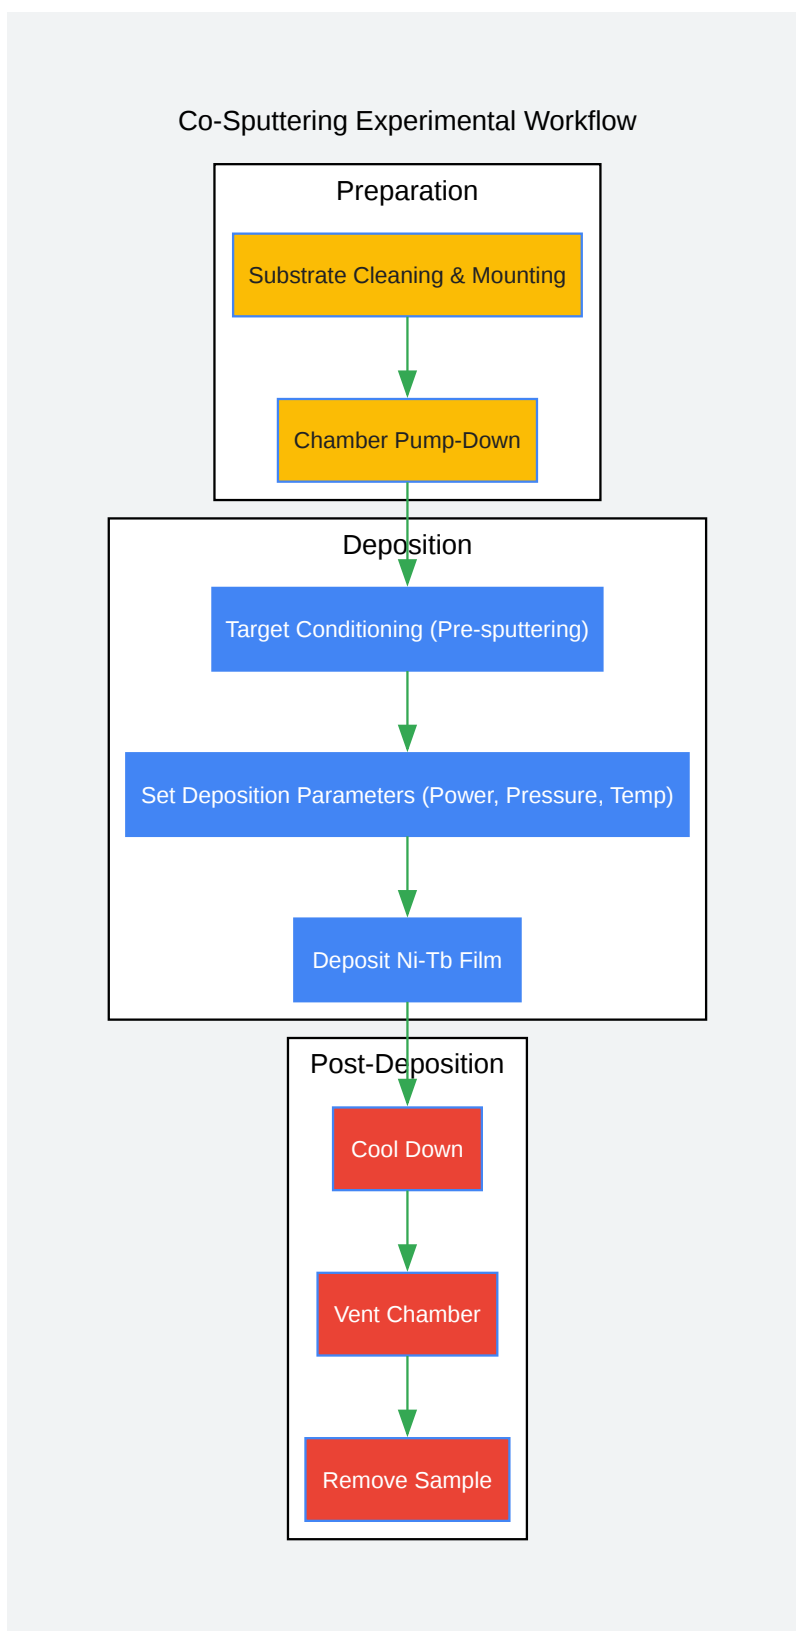 Co-Sputtering Experimental Workflow
Preparation
Substrate Cleaning & Mounting
Chamber Pump-Down
Deposition
Target Conditioning (Pre-sputtering)
Set Deposition Parameters (Power, Pressure, Temp)
Deposit Ni-Tb Film
Post-Deposition
Cool Down
Vent Chamber
Remove Sample